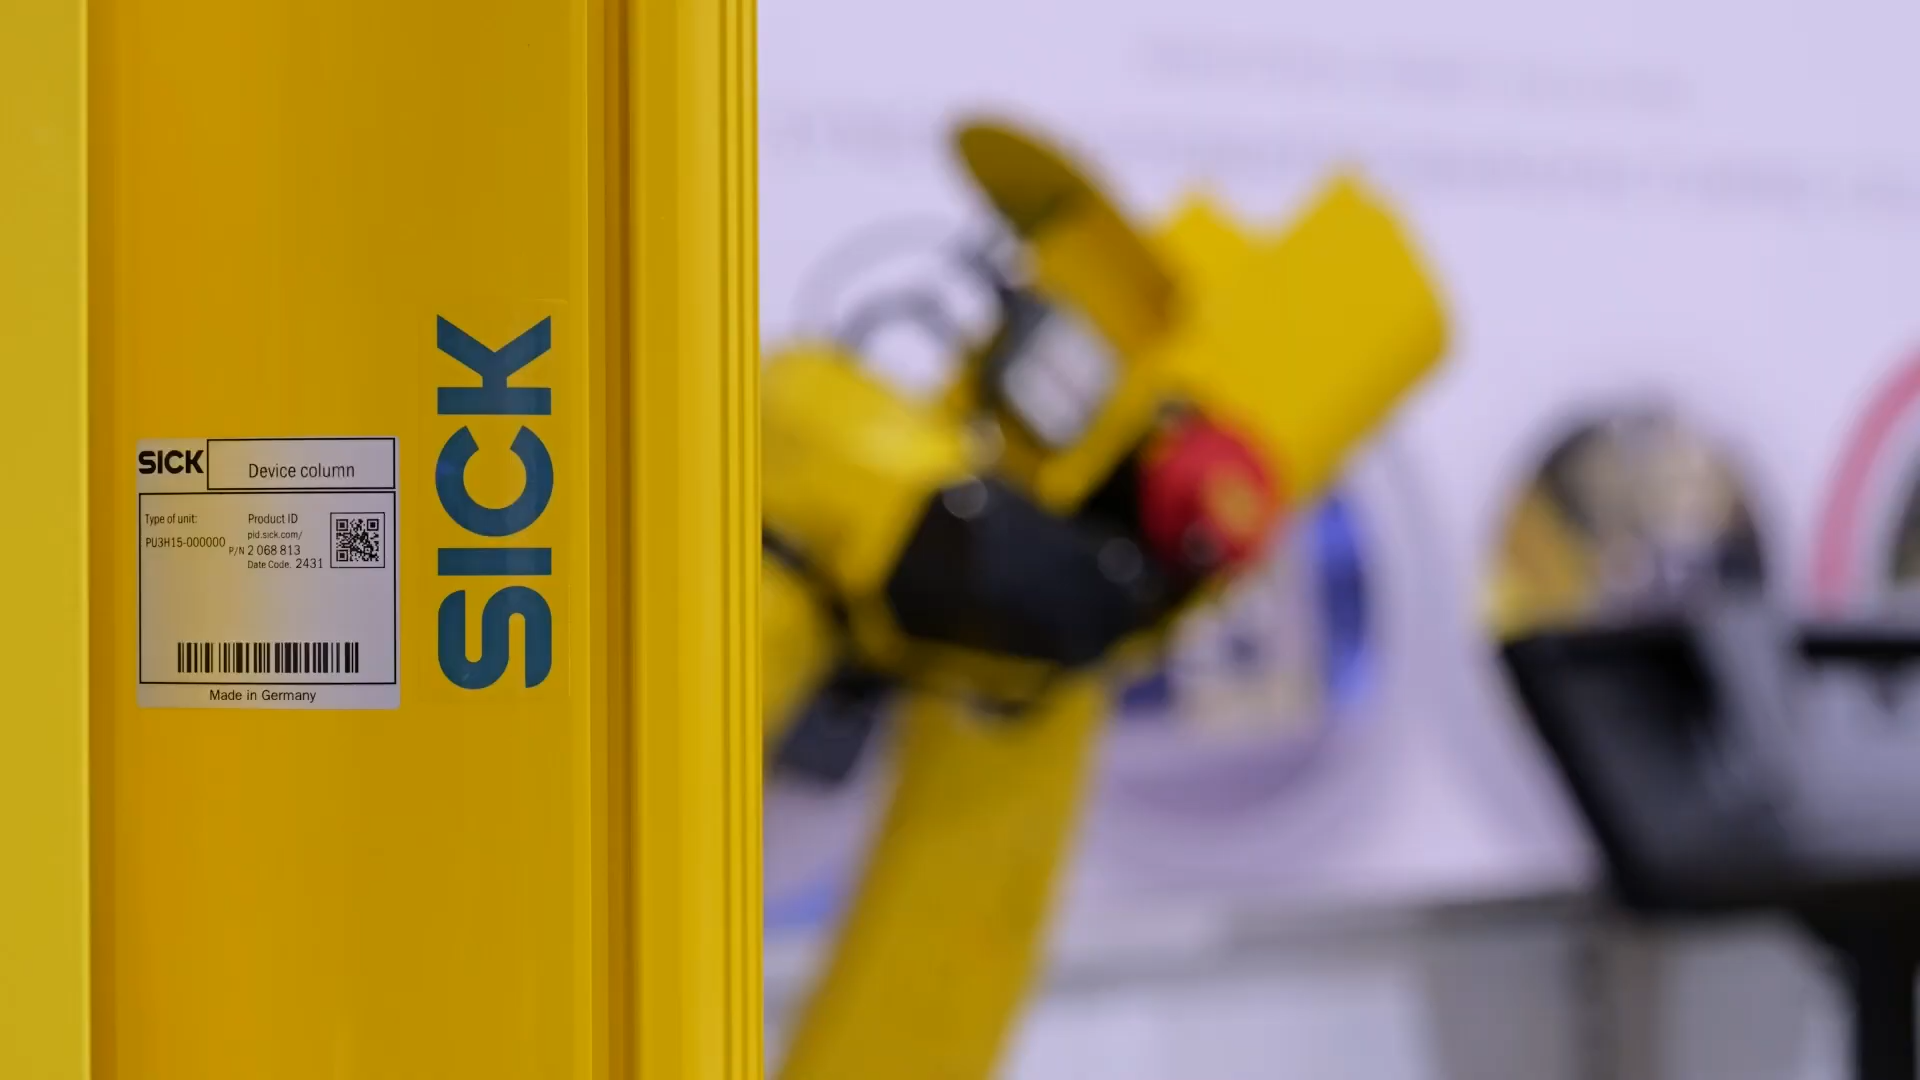 SICK
Device column
Type of unit:
PU3H15-000000
Product ID
pid.sick.com/
P/N 2 068 813
Date Code. 2431
Made in Germany
SICK